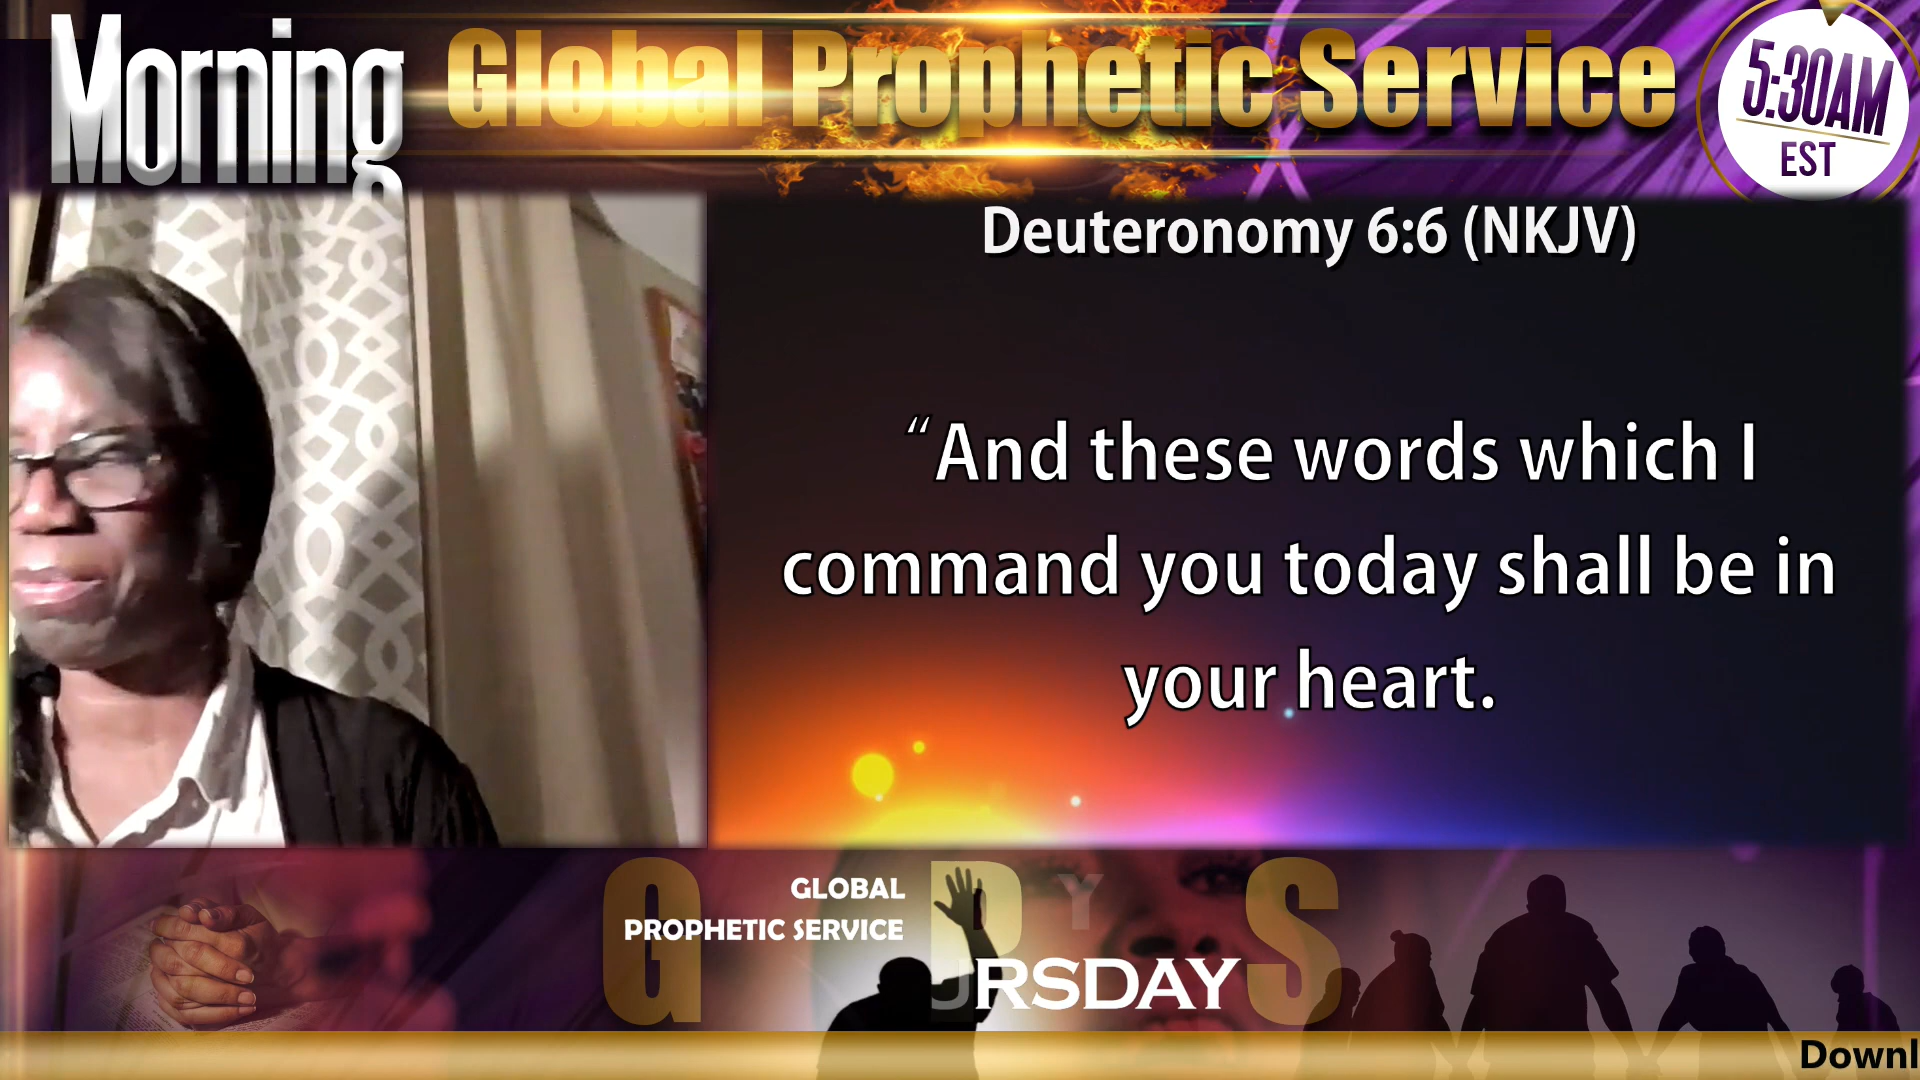 Morning Global Prophetic Service
5:30AM
EST
Deuteronomy 6:6 (NKJV)
“And these words which I
command you today shall be in
your heart.
GLOBAL
PROPHETIC SERVICE
G P S
Y
URSDAY
Downl